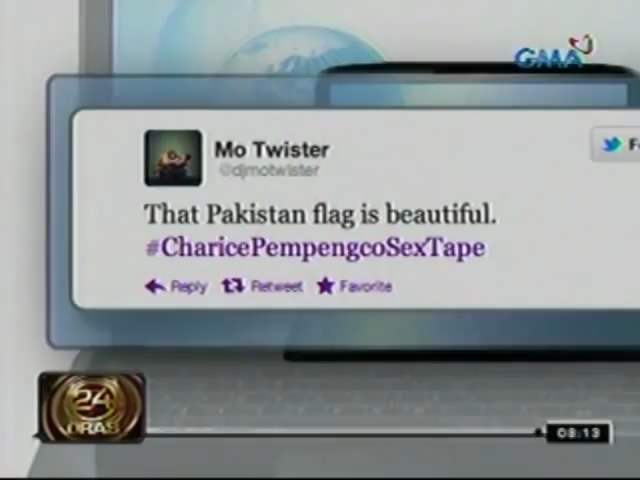 GMA
Mo Twister
@djmotwister
That Pakistan flag is beautiful.
#CharicePempengcoSexTape
Reply Retweet Favorite
24
ORAS
08:13